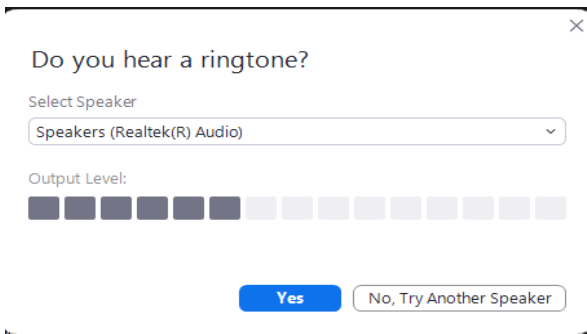 Do you hear a ringtone?
Select Speaker
Speakers (Realtek(R) Audio)
Output Level:
Yes
No, Try Another Speaker